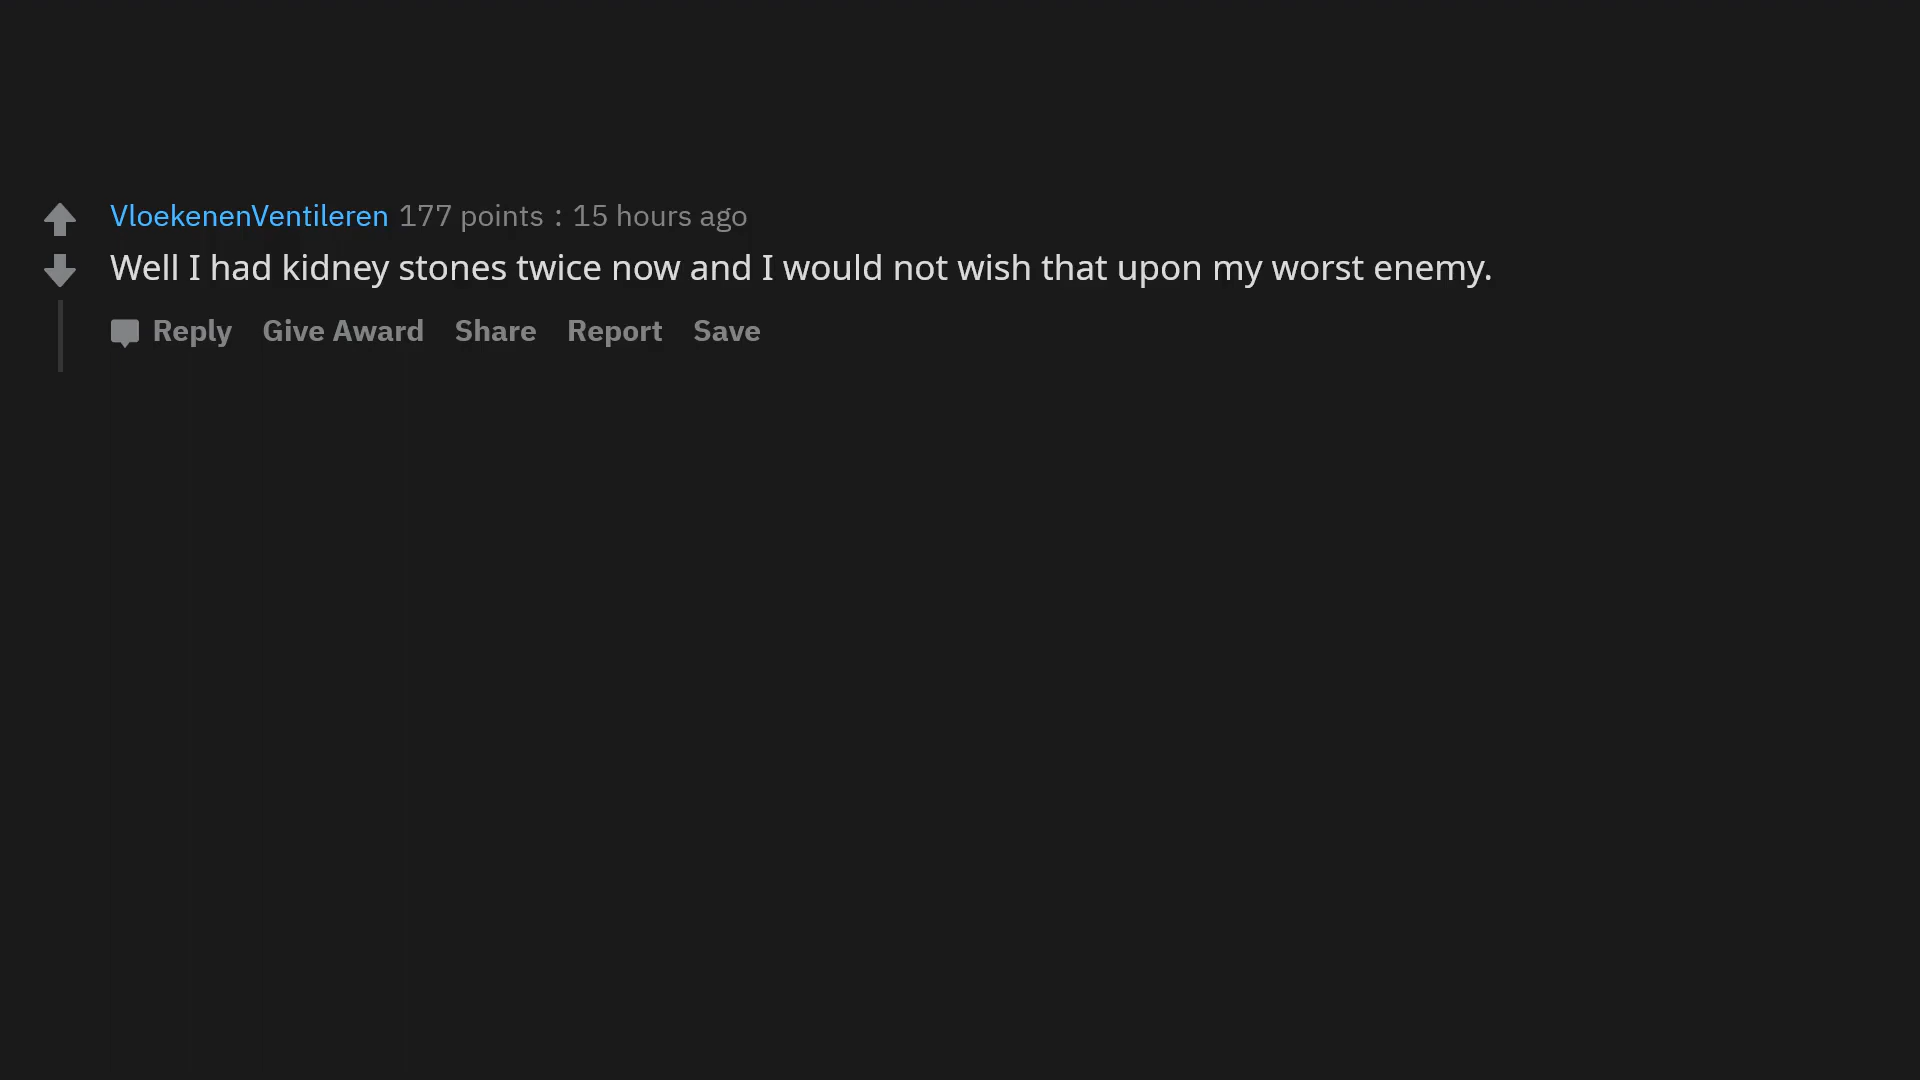 VloekenenVentileren 177 points : 15 hours ago
Well I had kidney stones twice now and I would not wish that upon my worst enemy.
Reply Give Award Share Report Save